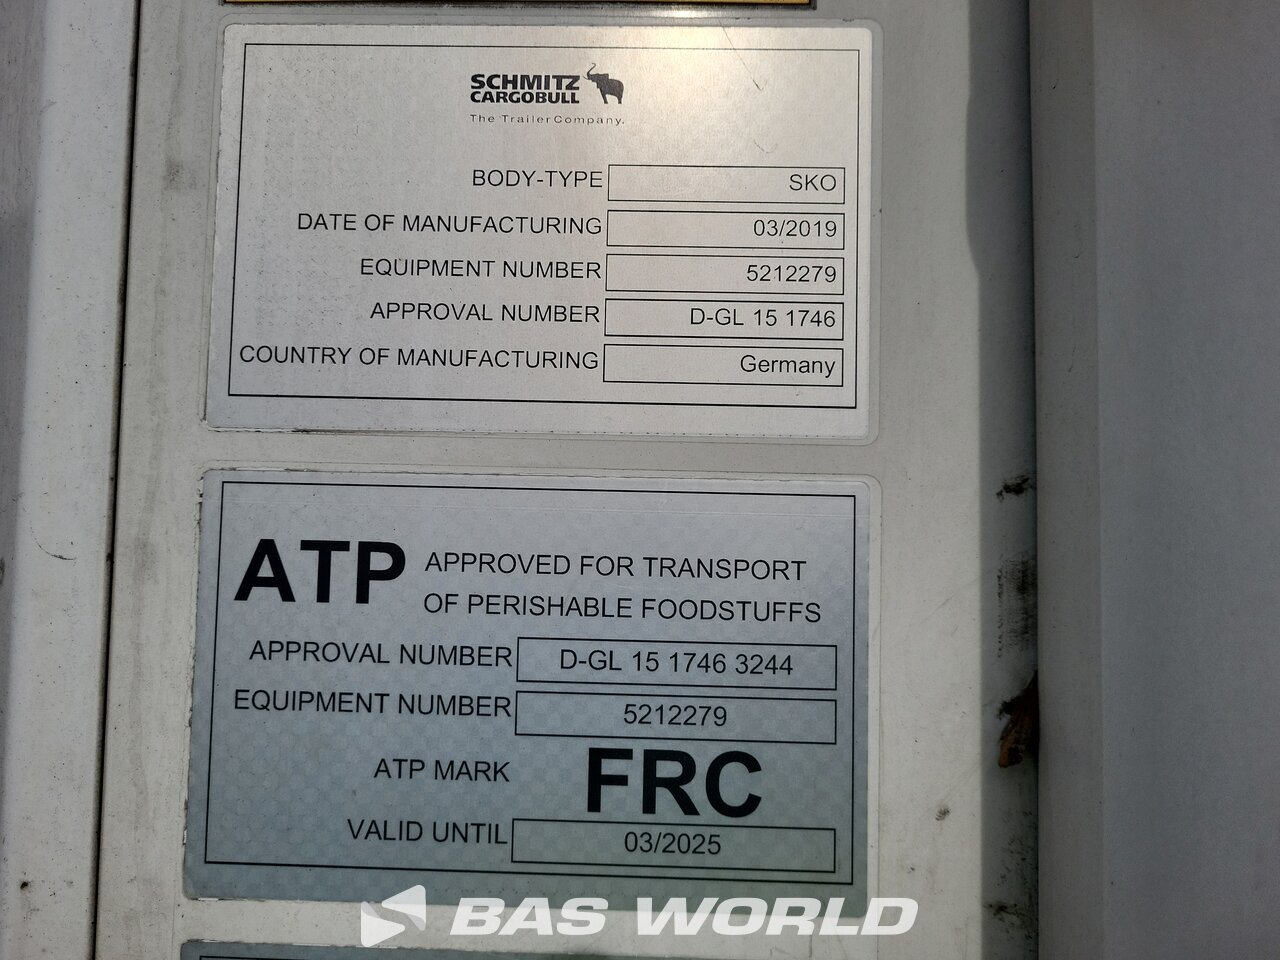 SCHMITZ
CARGOBULL
The Trailer Company.
BODY-TYPE SKO
DATE OF MANUFACTURING 03/2019
EQUIPMENT NUMBER 5212279
APPROVAL NUMBER D-GL 15 1746
COUNTRY OF MANUFACTURING Germany
ATP APPROVED FOR TRANSPORT
OF PERISHABLE FOODSTUFFS
APPROVAL NUMBER D-GL 15 1746 3244
EQUIPMENT NUMBER 5212279
ATP MARK FRC
VALID UNTIL 03/2025
BAS WORLD